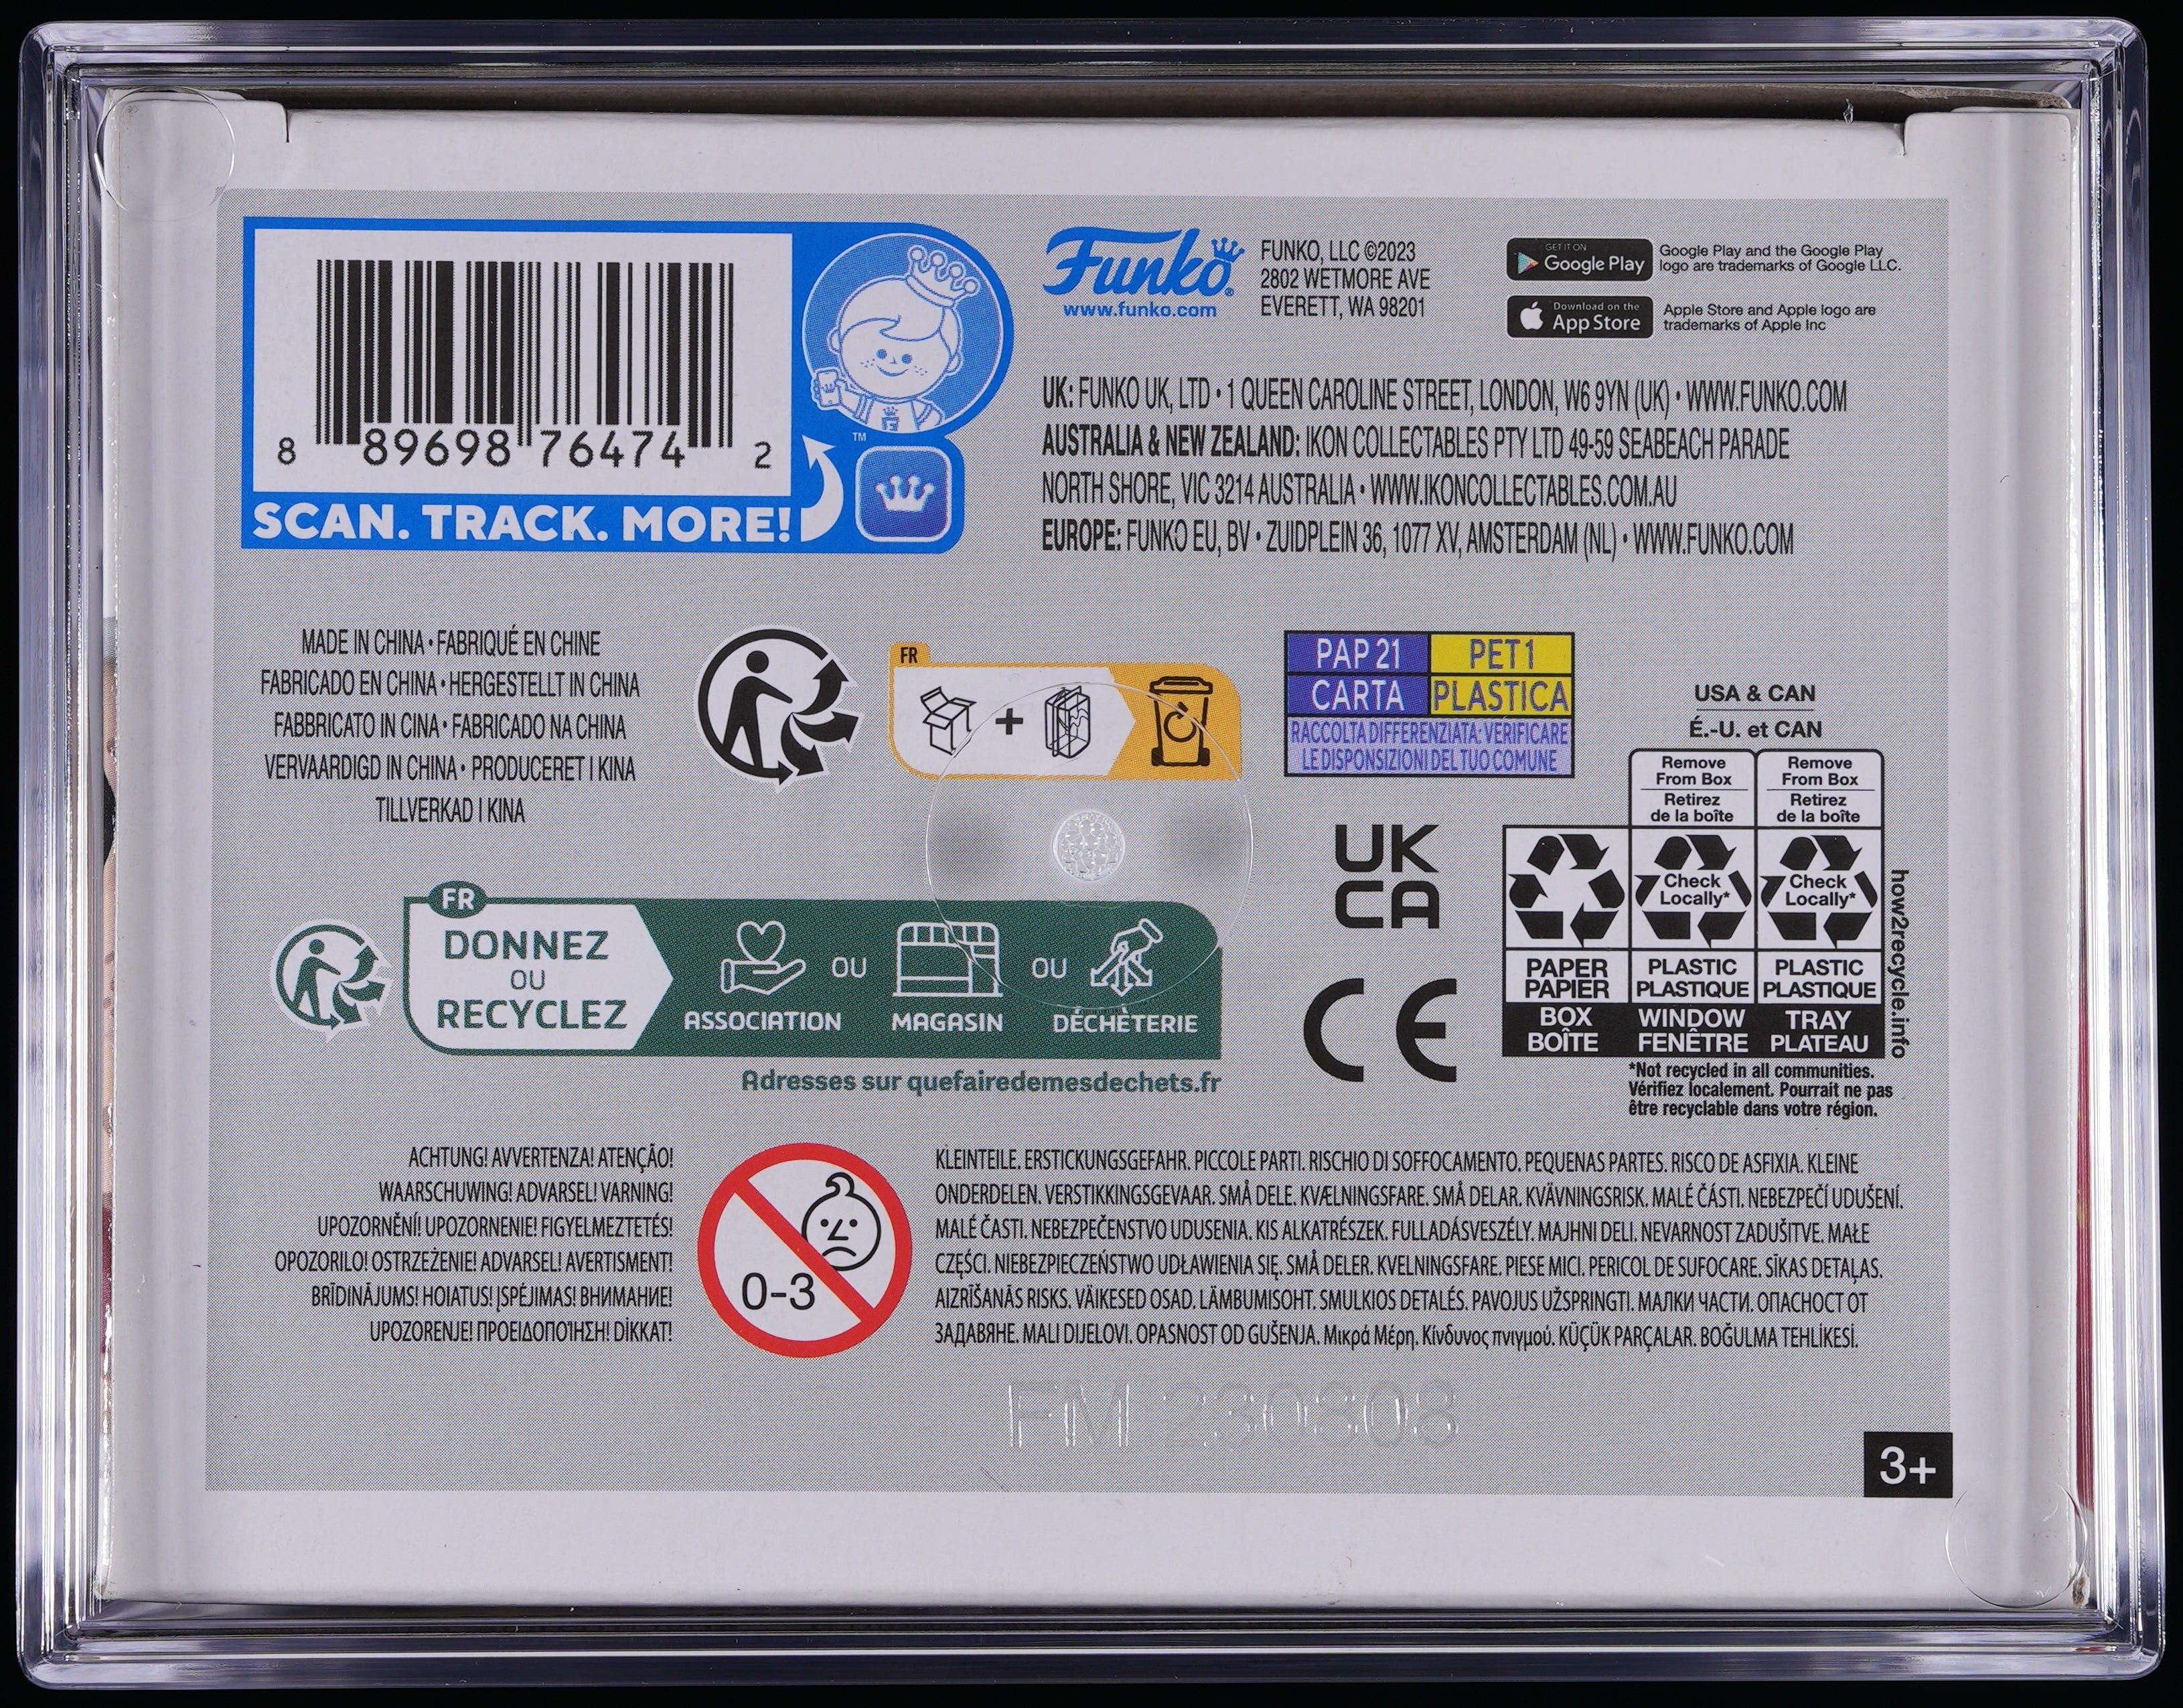 8 89698 76474 2
SCAN. TRACK. MORE!
TM
Funko®
www.funko.com
FUNKO, LLC ©2023
2802 WETMORE AVE
EVERETT, WA 98201
GET IT ON
Google Play
Google Play and the Google Play
logo are trademarks of Google LLC.
Download on the
App Store
Apple Store and Apple logo are
trademarks of Apple Inc
UK: FUNKO UK, LTD • 1 QUEEN CAROLINE STREET, LONDON, W6 9YN (UK) • WWW.FUNKO.COM
AUSTRALIA & NEW ZEALAND: IKON COLLECTABLES PTY LTD 49-59 SEABEACH PARADE
NORTH SHORE, VIC 3214 AUSTRALIA • WWW.IKONCOLLECTABLES.COM.AU
EUROPE: FUNKO EU, BV • ZUIDPLEIN 36, 1077 XV, AMSTERDAM (NL) • WWW.FUNKO.COM
MADE IN CHINA • FABRIQUÉ EN CHINE
FABRICADO EN CHINA • HERGESTELLT IN CHINA
FABBRICATO IN CINA • FABRICADO NA CHINA
VERVAARDIGD IN CHINA • PRODUCERET I KINA
TILLVERKAD I KINA
FR
+
PAP 21 PET 1
CARTA PLASTICA
RACCOLTA DIFFERENZIATA: VERIFICARE
LE DISPONSIZIONI DEL TUO COMUNE
USA & CAN
É.-U. et CAN
Remove
From Box
Retirez
de la boîte
Remove
From Box
Retirez
de la boîte
Check
Locally*
Check
Locally*
PAPER
PAPIER
PLASTIC
PLASTIQUE
PLASTIC
PLASTIQUE
BOX
BOÎTE
WINDOW
FENÊTRE
TRAY
PLATEAU
how2recycle.info
*Not recycled in all communities.
Vérifiez localement. Pourrait ne pas
être recyclable dans votre région.
UK
CA
CE
FR
DONNEZ
OU
RECYCLEZ
ASSOCIATION
OU
MAGASIN
OU
DÉCHÈTERIE
Adresses sur quefairedemesdechets.fr
ACHTUNG! AVVERTENZA! ATENÇÃO!
WAARSCHUWING! ADVARSEL! VARNING!
UPOZORNĚNÍ! UPOZORNENIE! FIGYELMEZTETÉS!
OPOZORILO! OSTRZEŻENIE! ADVARSEL! AVERTISMENT!
BRĪDINĀJUMS! HOIATUS! ĮSPĖJIMAS! ВНИМАНИЕ!
UPOZORENJE! ΠΡΟΕΙΔΟΠΟΊΗΣΗ! DİKKAT!
0-3
KLEINTEILE. ERSTICKUNGSGEFAHR. PICCOLE PARTI. RISCHIO DI SOFFOCAMENTO. PEQUENAS PARTES. RISCO DE ASFIXIA. KLEINE
ONDERDELEN. VERSTIKKINGSGEVAAR. SMÅ DELE. KVÆLNINGSFARE. SMÅ DELAR. KVÄVNINGSRISK. MALÉ ČÁSTI. NEBEZPEČÍ UDUŠENÍ.
MALÉ ČASTI. NEBEZPEČENSTVO UDUSENIA. KIS ALKATRÉSZEK. FULLADÁSVESZÉLY. MAJHNI DELI. NEVARNOST ZADUŠITVE. MAŁE
CZĘŚCI. NIEBEZPIECZEŃSTWO UDŁAWIENIA SIĘ. SMÅ DELER. KVELNINGSFARE. PIESE MICI. PERICOL DE SUFOCARE. SĪKAS DETAĻAS.
AIZRĪŠANĀS RISKS. VÄIKESED OSAD. LÄMBUMISOHT. SMULKIOS DETALĖS. PAVOJUS UŽSPRINGTI. МАЛКИ ЧАСТИ. ОПАСНОСТ ОТ
ЗАДАВЯНЕ. MALI DIJELOVI. OPASNOST OD GUŠENJA. Μικρά Μέρη. Κίνδυνος πνιγμού. KÜÇÜK PARÇALAR. BOĞULMA TEHLİKESİ.
FM 230808
3+